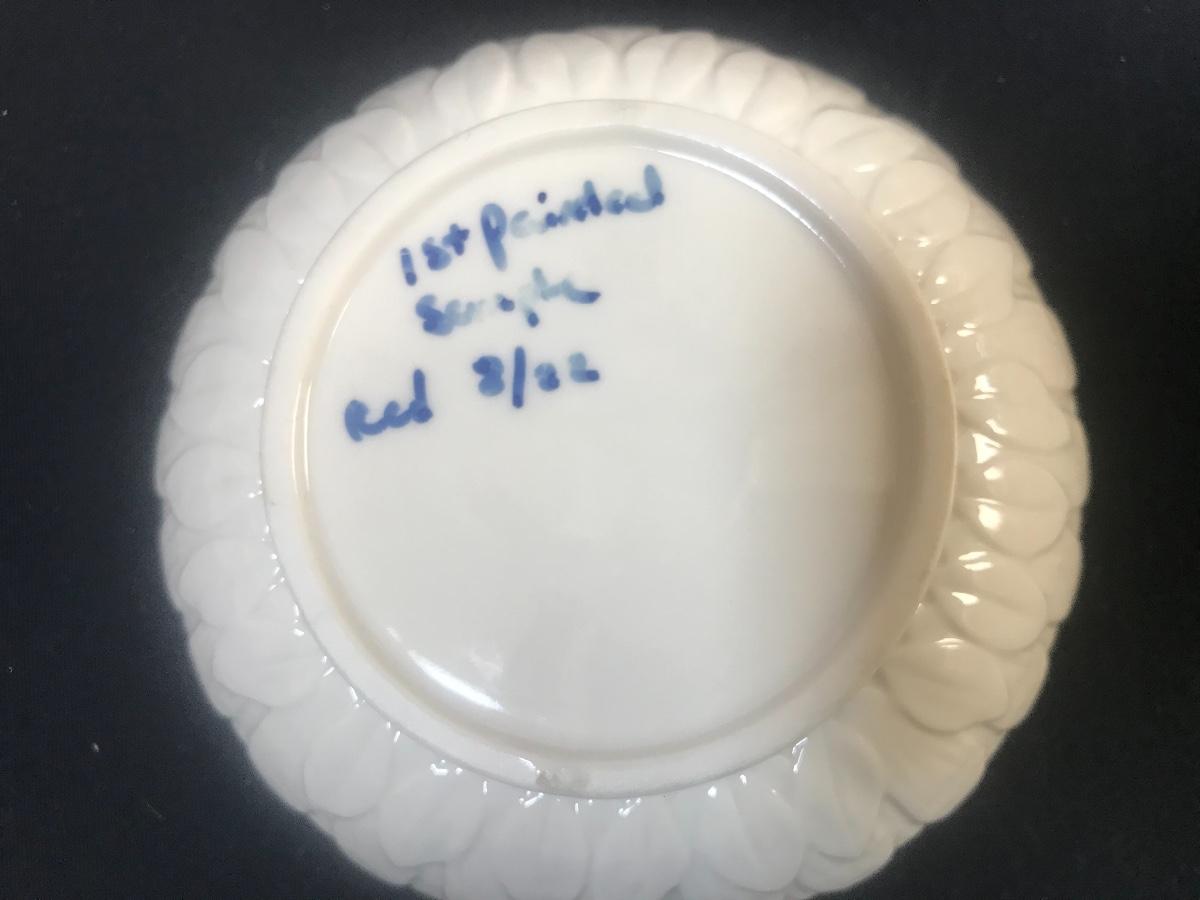 1st Painted
Sample
Red 8/82